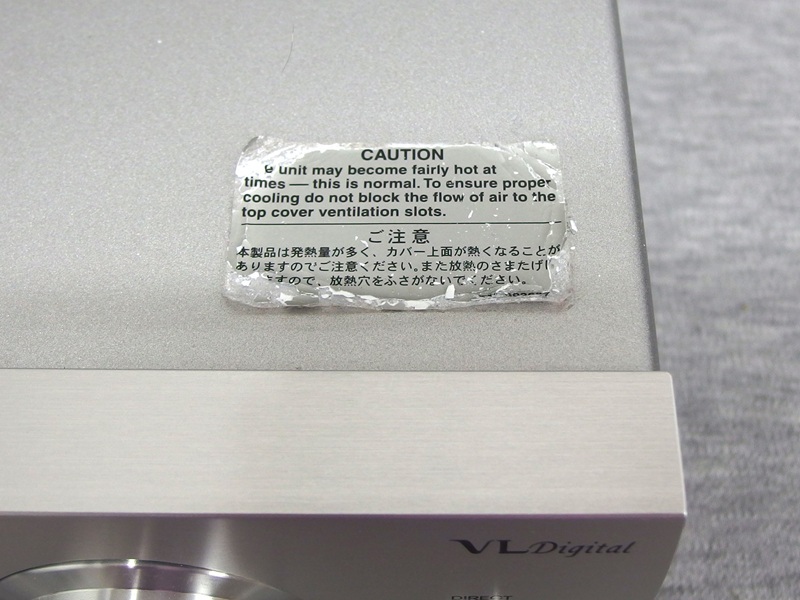 CAUTION
unit may become fairly hot at
times — this is normal. To ensure proper
cooling do not block the flow of air to the
top cover ventilation slots.
ご注意
本製品は発熱量が多く、カバー上面が熱くなることが
ありますのでご注意ください。また放熱のさまたげに
ますので、放熱穴をふさがないでください。
VL Digital
DIRECT